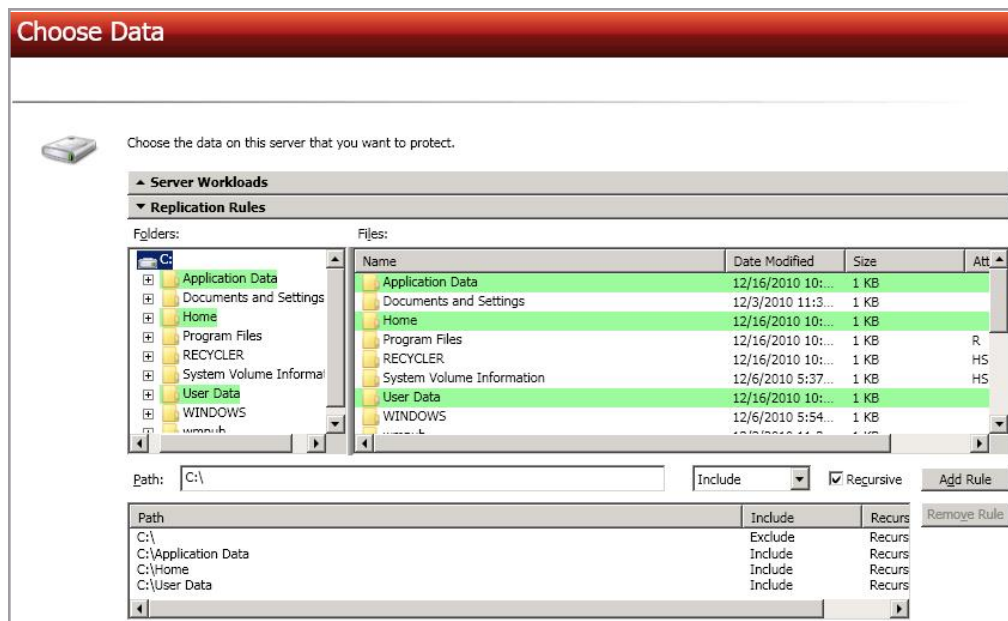 Choose Data
Choose the data on this server that you want to protect.
Server Workloads
Replication Rules
Folders: Files:
C: Name Date Modified Size Att
Application Data Application Data 12/16/2010 10:... 1 KB
Documents and Settings Documents and Settings 12/3/2010 11:3... 1 KB
Home Home 12/16/2010 10:... 1 KB
Program Files Program Files 12/16/2010 10:... 1 KB R
RECYCLER RECYCLER 12/16/2010 10:... 1 KB HS
System Volume Informa System Volume Information 12/6/2010 5:37... 1 KB HS
User Data User Data 12/16/2010 10:... 1 KB
WINDOWS WINDOWS 12/6/2010 5:54... 1 KB
Path: C:\ Include Recursive Add Rule
Path Include Recurs Remove Rule
C:\ Exclude Recurs
C:\Application Data Include Recurs
C:\Home Include Recurs
C:\User Data Include Recurs